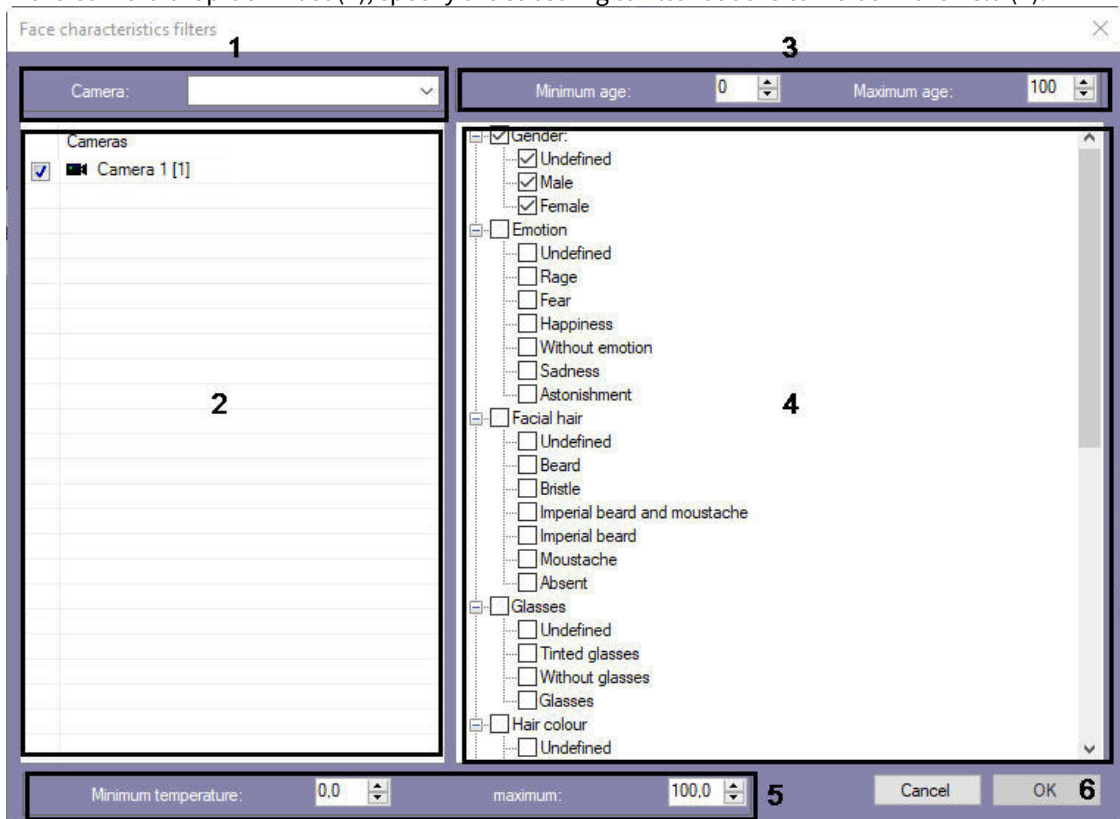 Face characteristics filters
1
3
Camera:
Minimum age: 0 Maximum age: 100
Cameras
Camera 1 [1]
2
Gender:
Undefined
Male
Female
Emotion
Undefined
Rage
Fear
Happiness
Without emotion
Sadness
Astonishment
4
Facial hair
Undefined
Beard
Bristle
Imperial beard and moustache
Imperial beard
Moustache
Absent
Glasses
Undefined
Tinted glasses
Without glasses
Glasses
Hair colour
Undefined
Minimum temperature: 0,0 maximum: 100,0 5
Cancel
OK 6